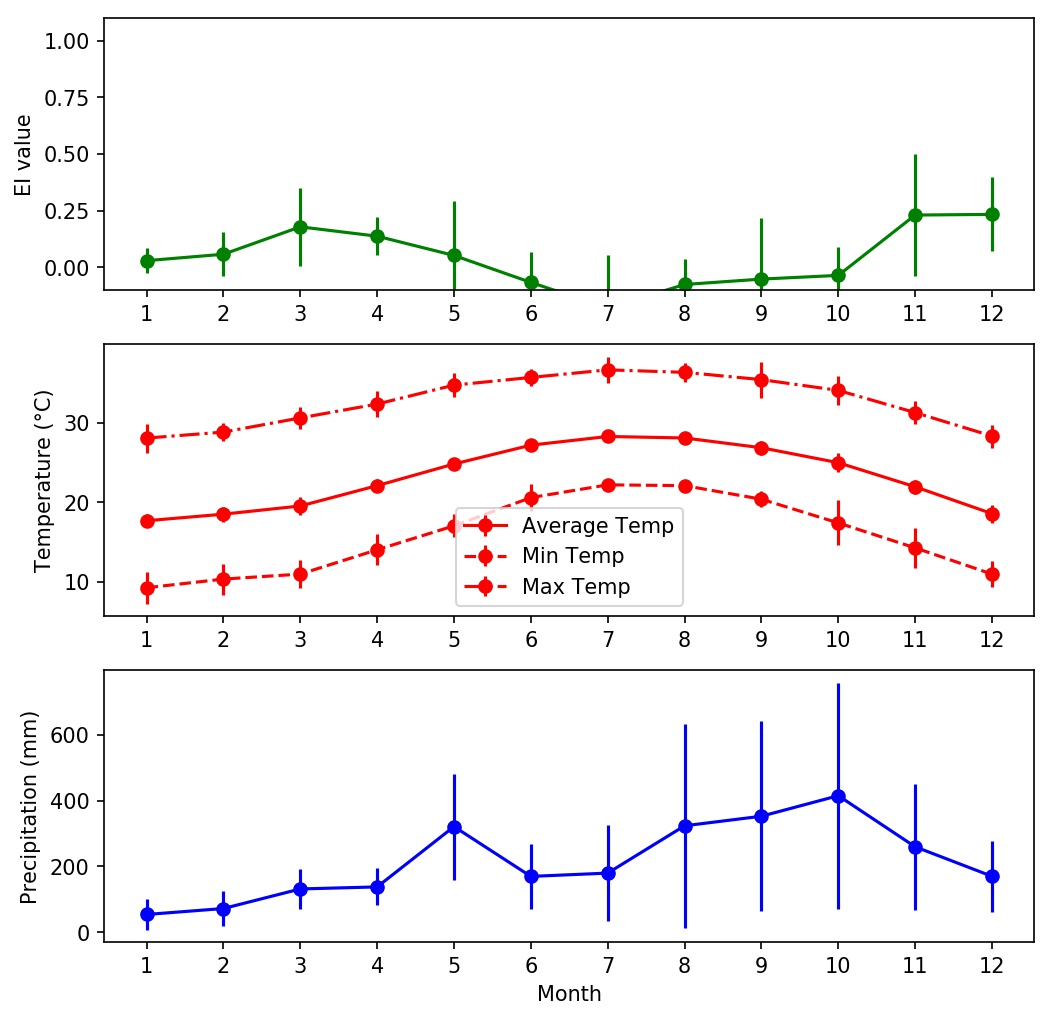 EI value
1.00
0.75
0.50
0.25
0.00
1 2 3 4 5 6 7 8 9 10 11 12
Temperature (°C)
30
20
10
Average Temp
Min Temp
Max Temp
1 2 3 4 5 6 7 8 9 10 11 12
Precipitation (mm)
600
400
200
0
1 2 3 4 5 6 7 8 9 10 11 12
Month